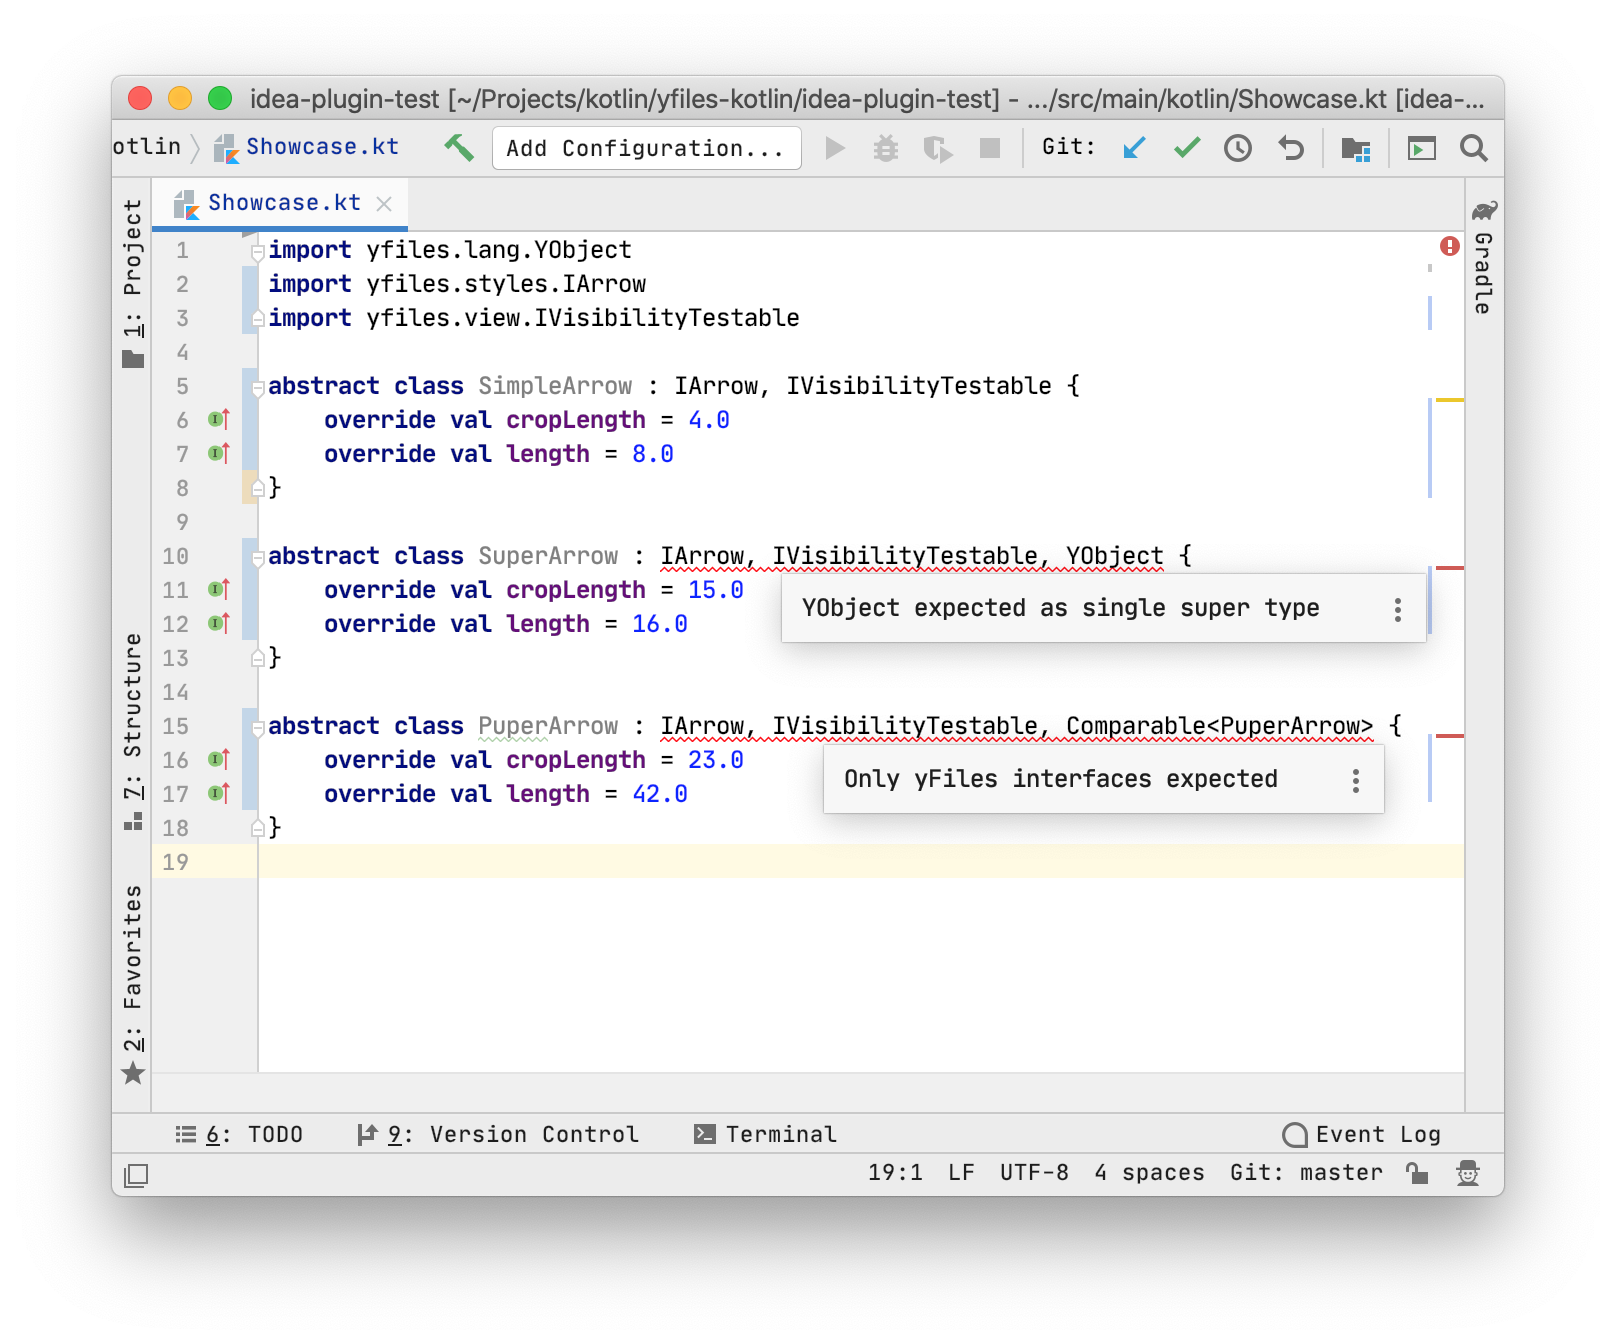 idea-plugin-test [~/Projects/kotlin/yfiles-kotlin/idea-plugin-test] - .../src/main/kotlin/Showcase.kt [idea-...
otlin Showcase.kt Add Configuration... Git:
1: Project
7: Structure
2: Favorites
Showcase.kt
1 import yfiles.lang.YObject
2 import yfiles.styles.IArrow
3 import yfiles.view.IVisibilityTestable
4
5 abstract class SimpleArrow : IArrow, IVisibilityTestable {
6     override val cropLength = 4.0
7     override val length = 8.0
8 }
9
10 abstract class SuperArrow : IArrow, IVisibilityTestable, YObject {
11     override val cropLength = 15.0
YObject expected as single super type
12     override val length = 16.0
13 }
14
15 abstract class PuperArrow : IArrow, IVisibilityTestable, Comparable<PuperArrow> {
16     override val cropLength = 23.0
Only yFiles interfaces expected
17     override val length = 42.0
18 }
19
Gradle
6: TODO 9: Version Control Terminal Event Log
19:1 LF UTF-8 4 spaces Git: master